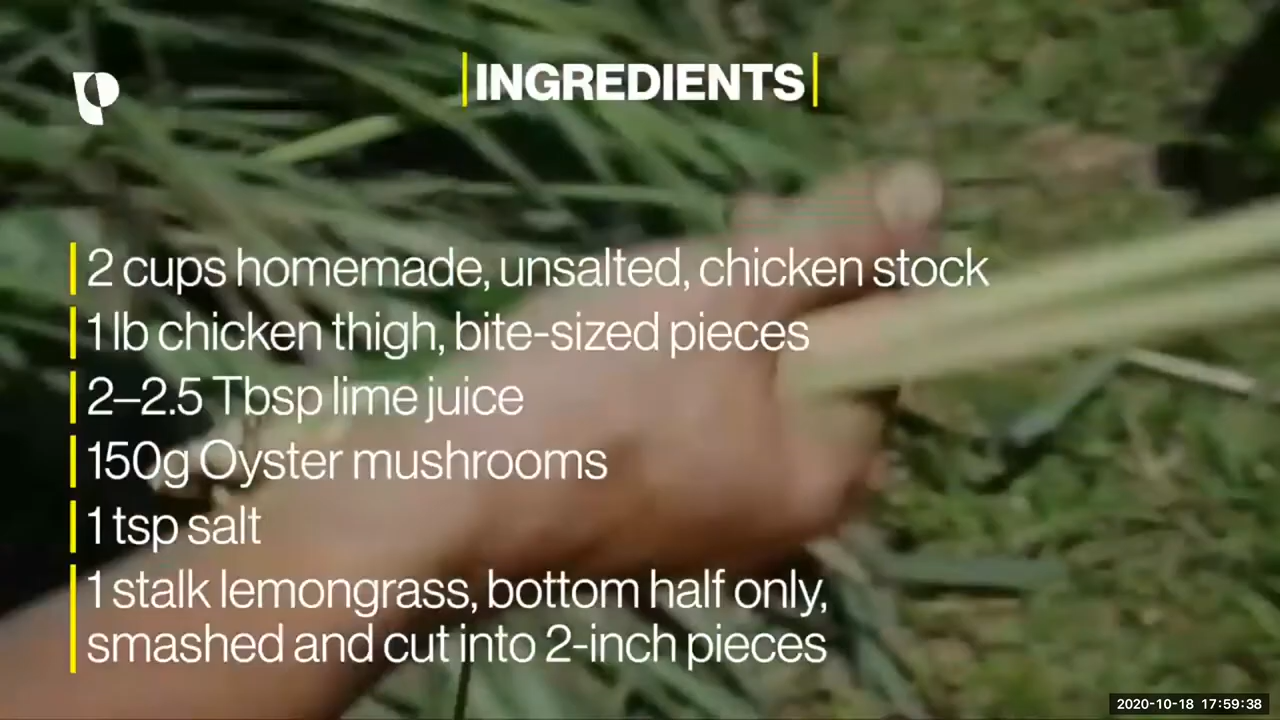 INGREDIENTS
2 cups homemade, unsalted, chicken stock
1 lb chicken thigh, bite-sized pieces
2–2.5 Tbsp lime juice
150g Oyster mushrooms
1 tsp salt
1 stalk lemongrass, bottom half only,
smashed and cut into 2-inch pieces
2020-10-18 17:59:38